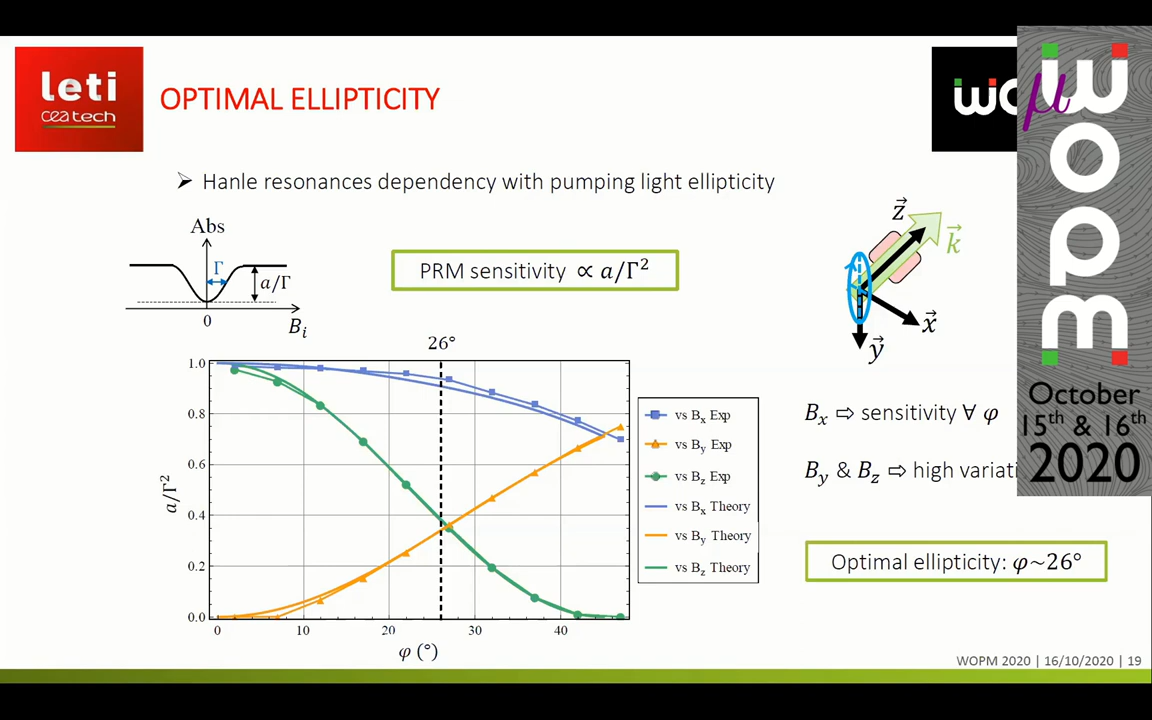 leti
ceatech
OPTIMAL ELLIPTICITY
➢ Hanle resonances dependency with pumping light ellipticity
Abs
Γ
a/Γ
0
B_i
PRM sensitivity ∝ a/Γ²
z⃗
k⃗
x⃗
y⃗
26°
1.0
0.8
0.6
0.4
0.2
0.0
a/Γ²
0
10
20
30
40
φ (°)
vs B_x Exp
vs B_y Exp
vs B_z Exp
vs B_x Theory
vs B_y Theory
vs B_z Theory
B_x ⇨ sensitivity ∀ φ
B_y & B_z ⇨ high variati
Optimal ellipticity: φ~26°
WOPM 2020 | 16/10/2020 | 19
μ
wopm
October
15th & 16th
2020